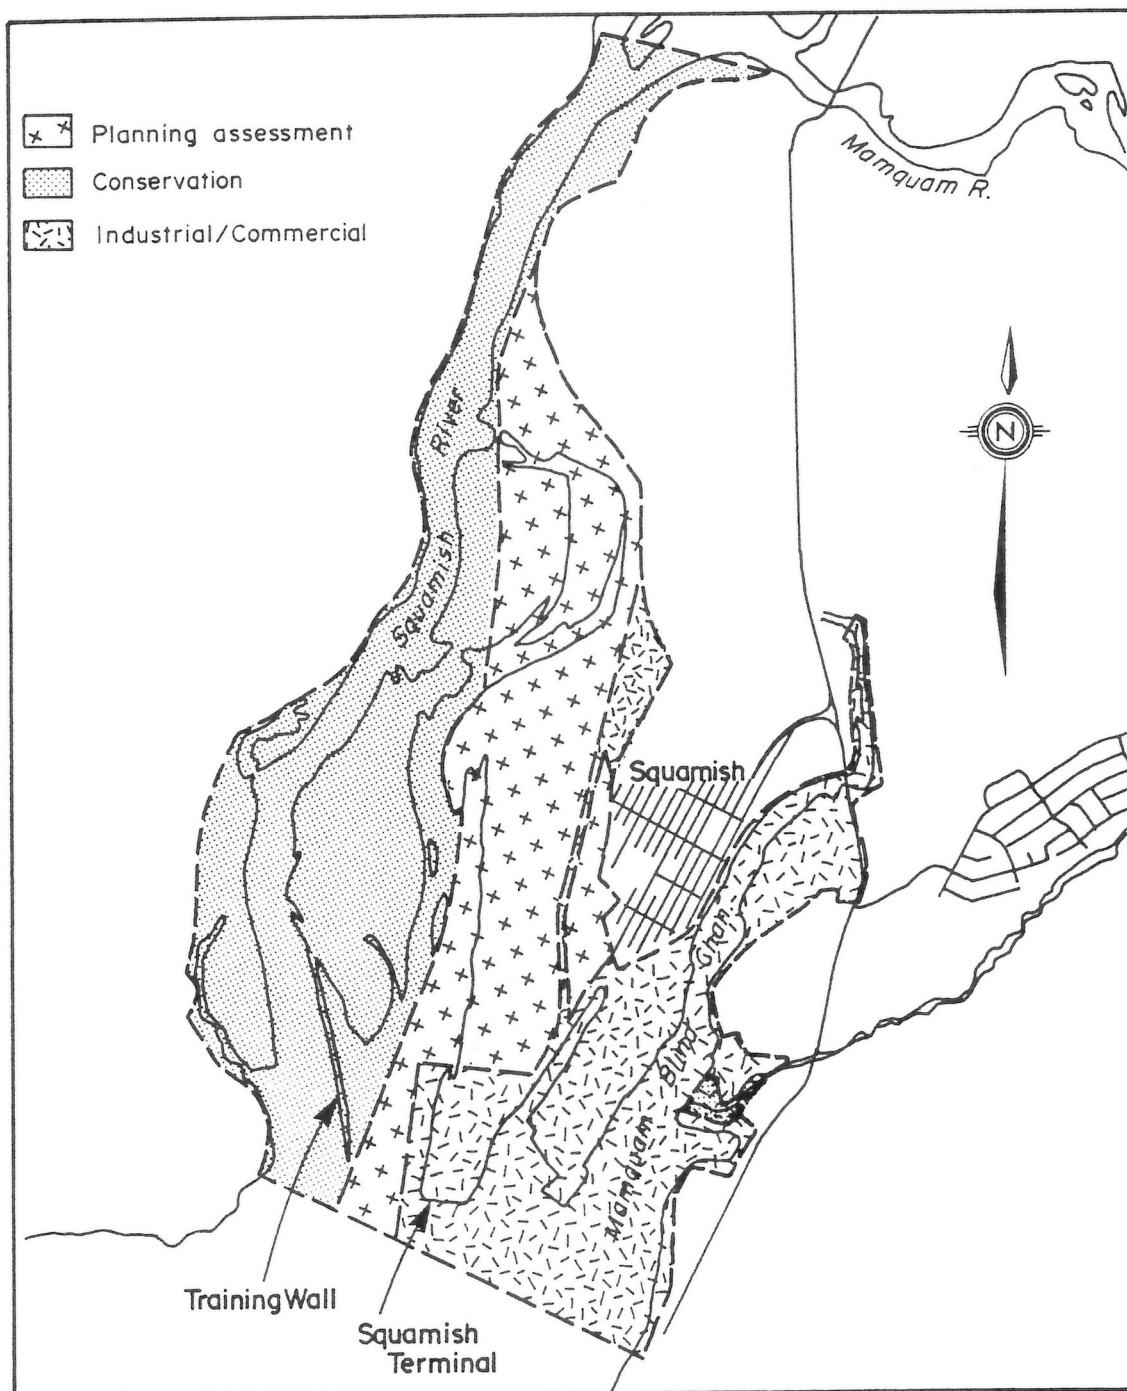 Planning assessment
Conservation
Industrial/Commercial
Mamquam R.
N
Squamish River
Squamish
Mamquam Blind Chan.
Training Wall
Squamish
Terminal